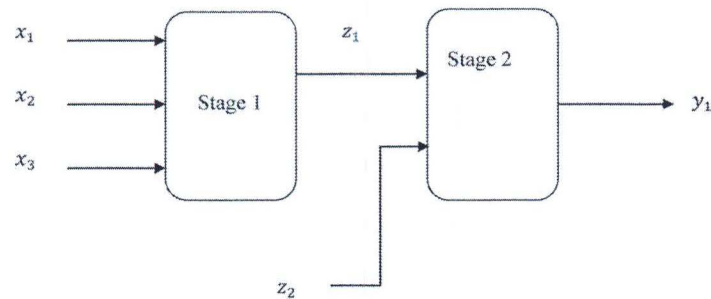 x₁
z₁
Stage 2
x₂
Stage 1
y₁
x₃
z₂